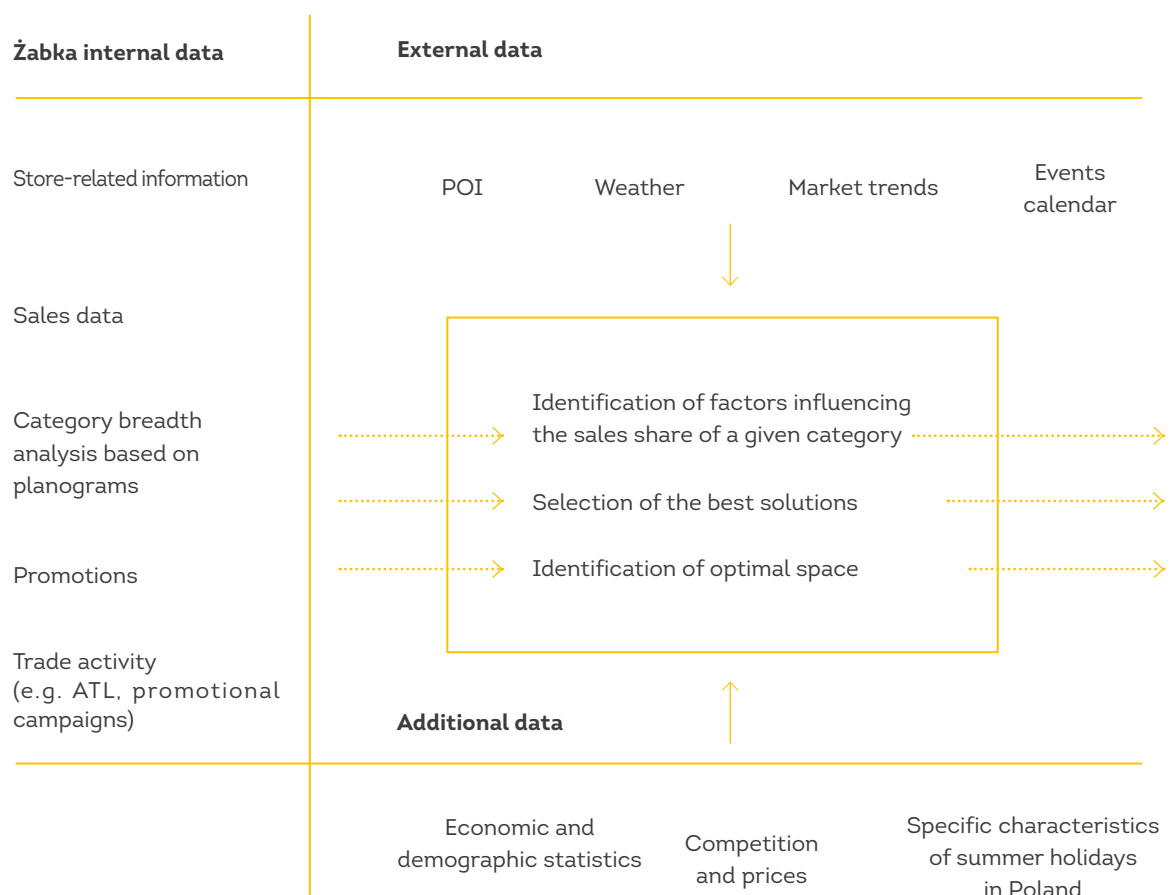 Żabka internal data
External data
Store-related information
POI
Weather
Market trends
Events
calendar
Sales data
Category breadth
analysis based on
planograms
Promotions
Trade activity
(e.g. ATL, promotional
campaigns)
Identification of factors influencing
the sales share of a given category
Selection of the best solutions
Identification of optimal space
Additional data
Economic and
demographic statistics
Competition
and prices
Specific characteristics
of summer holidays
in Poland